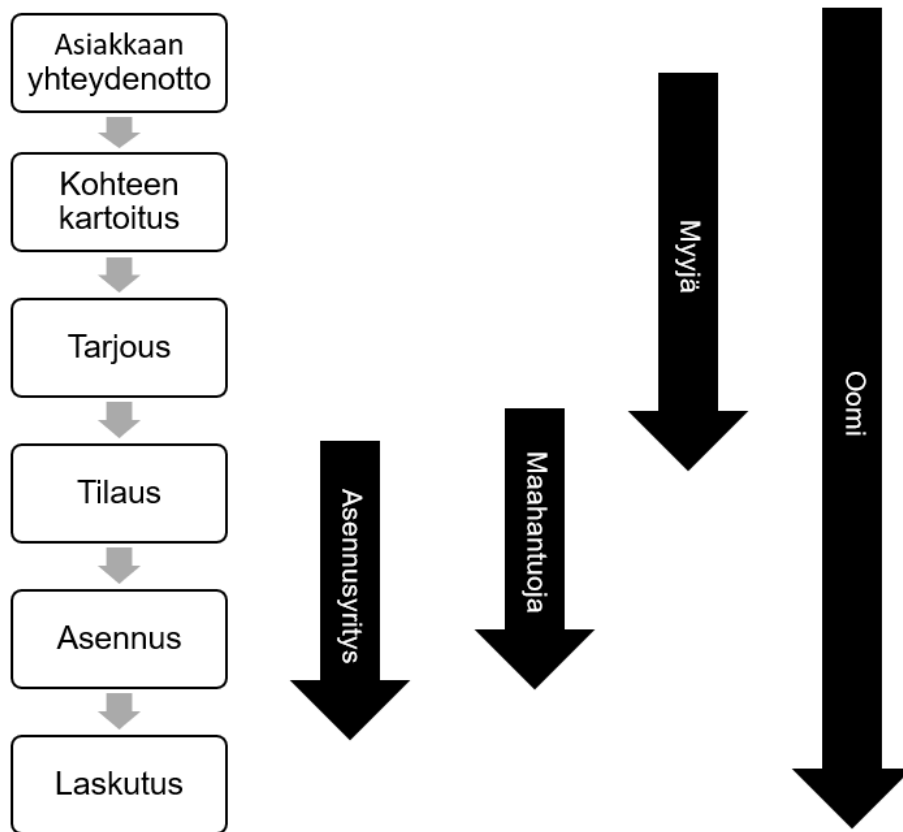 Asiakkaan
yhteydenotto
Kohteen
kartoitus
Tarjous
Tilaus
Asennus
Laskutus
Asennusyritys
Maahantuoja
Myyjä
Oomi